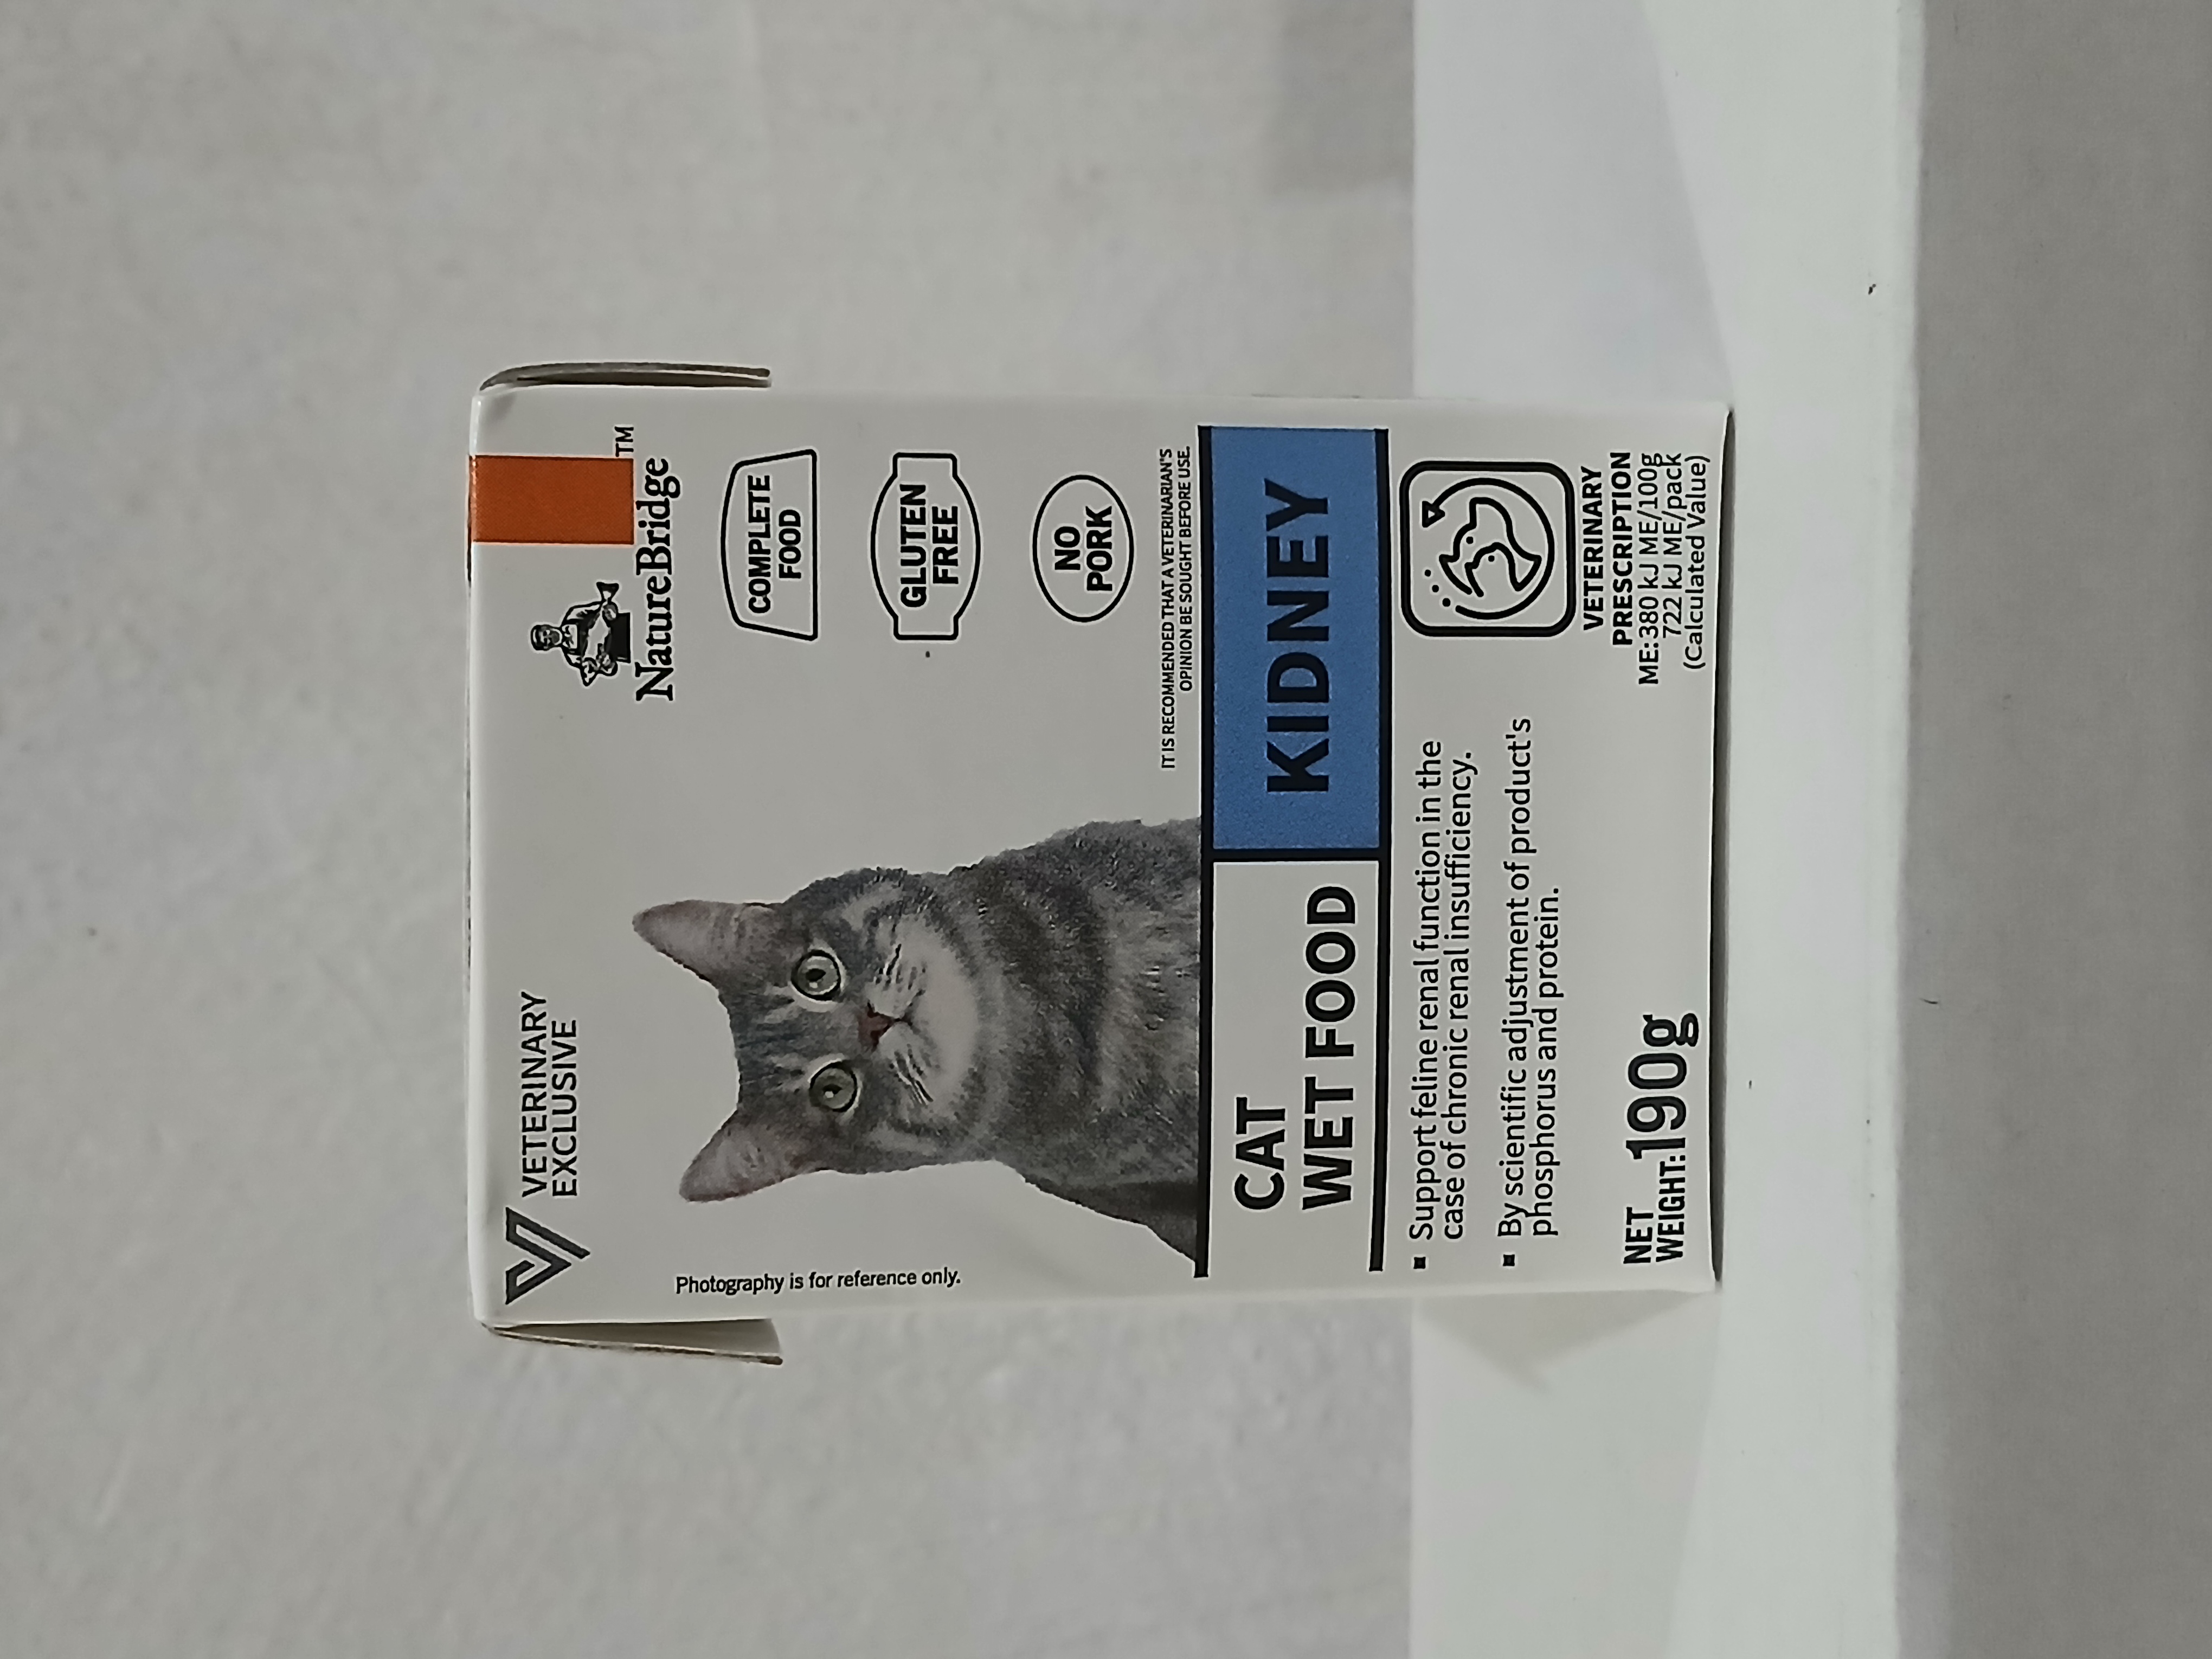 VETERINARY
EXCLUSIVE
NatureBridge™
Photography is for reference only.
COMPLETE
FOOD
GLUTEN
FREE
NO
PORK
IT IS RECOMMENDED THAT A VETERINARIAN'S
OPINION BE SOUGHT BEFORE USE.
CAT
WET FOOD
KIDNEY
▪ Support feline renal function in the
case of chronic renal insufficiency.
▪ By scientific adjustment of product's
phosphorus and protein.
VETERINARY
PRESCRIPTION
ME:380 kJ ME/100g
722 kJ ME/pack
(Calculated Value)
NET
WEIGHT:190g